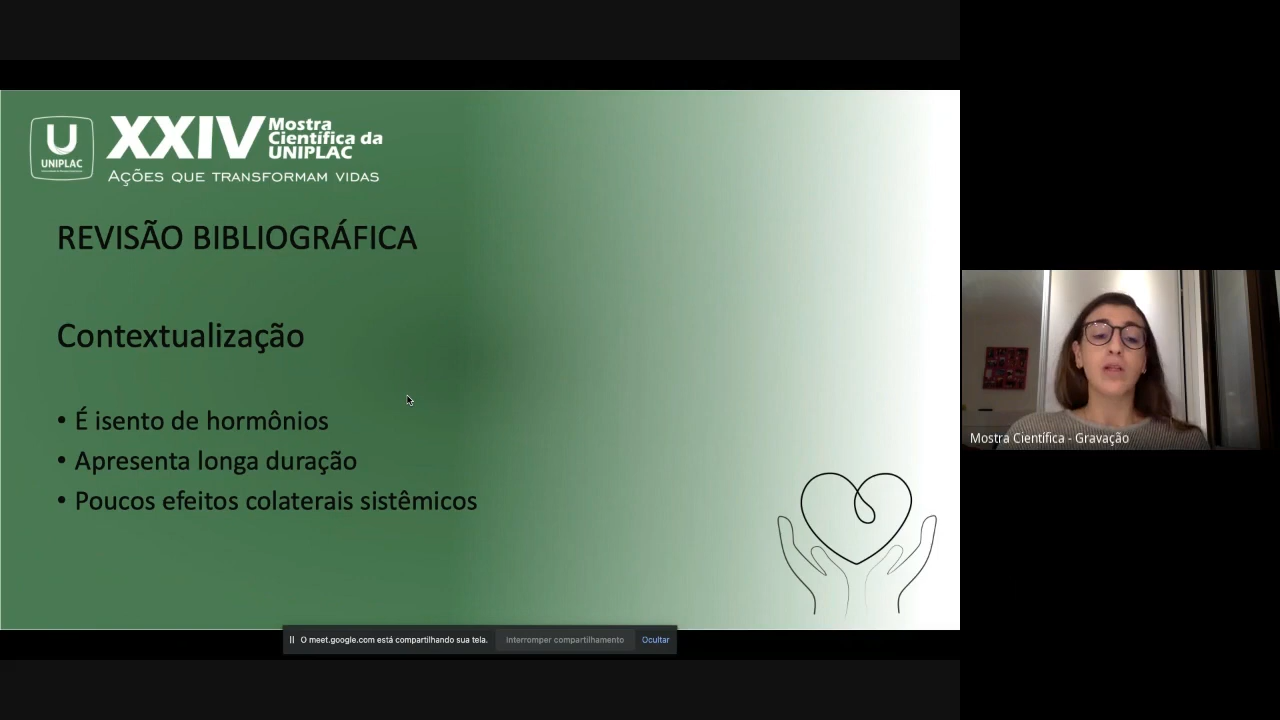 U
UNIPLAC
XXIV
Mostra
Científica da
UNIPLAC
AÇÕES QUE TRANSFORMAM VIDAS
REVISÃO BIBLIOGRÁFICA
Contextualização
• É isento de hormônios
• Apresenta longa duração
• Poucos efeitos colaterais sistêmicos
Mostra Científica - Gravação
O meet.google.com está compartilhando sua tela.
Interromper compartilhamento
Ocultar